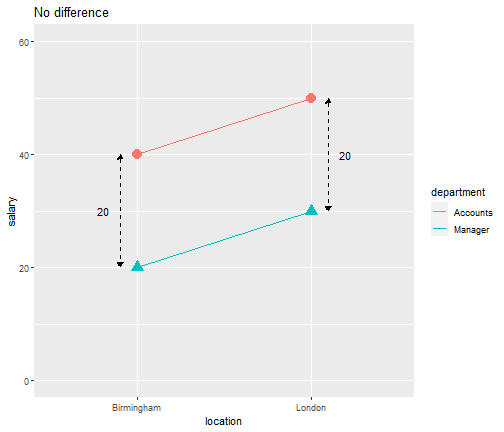 No difference
60
40
20
0
salary
20
20
Birmingham
London
location
department
Accounts
Manager